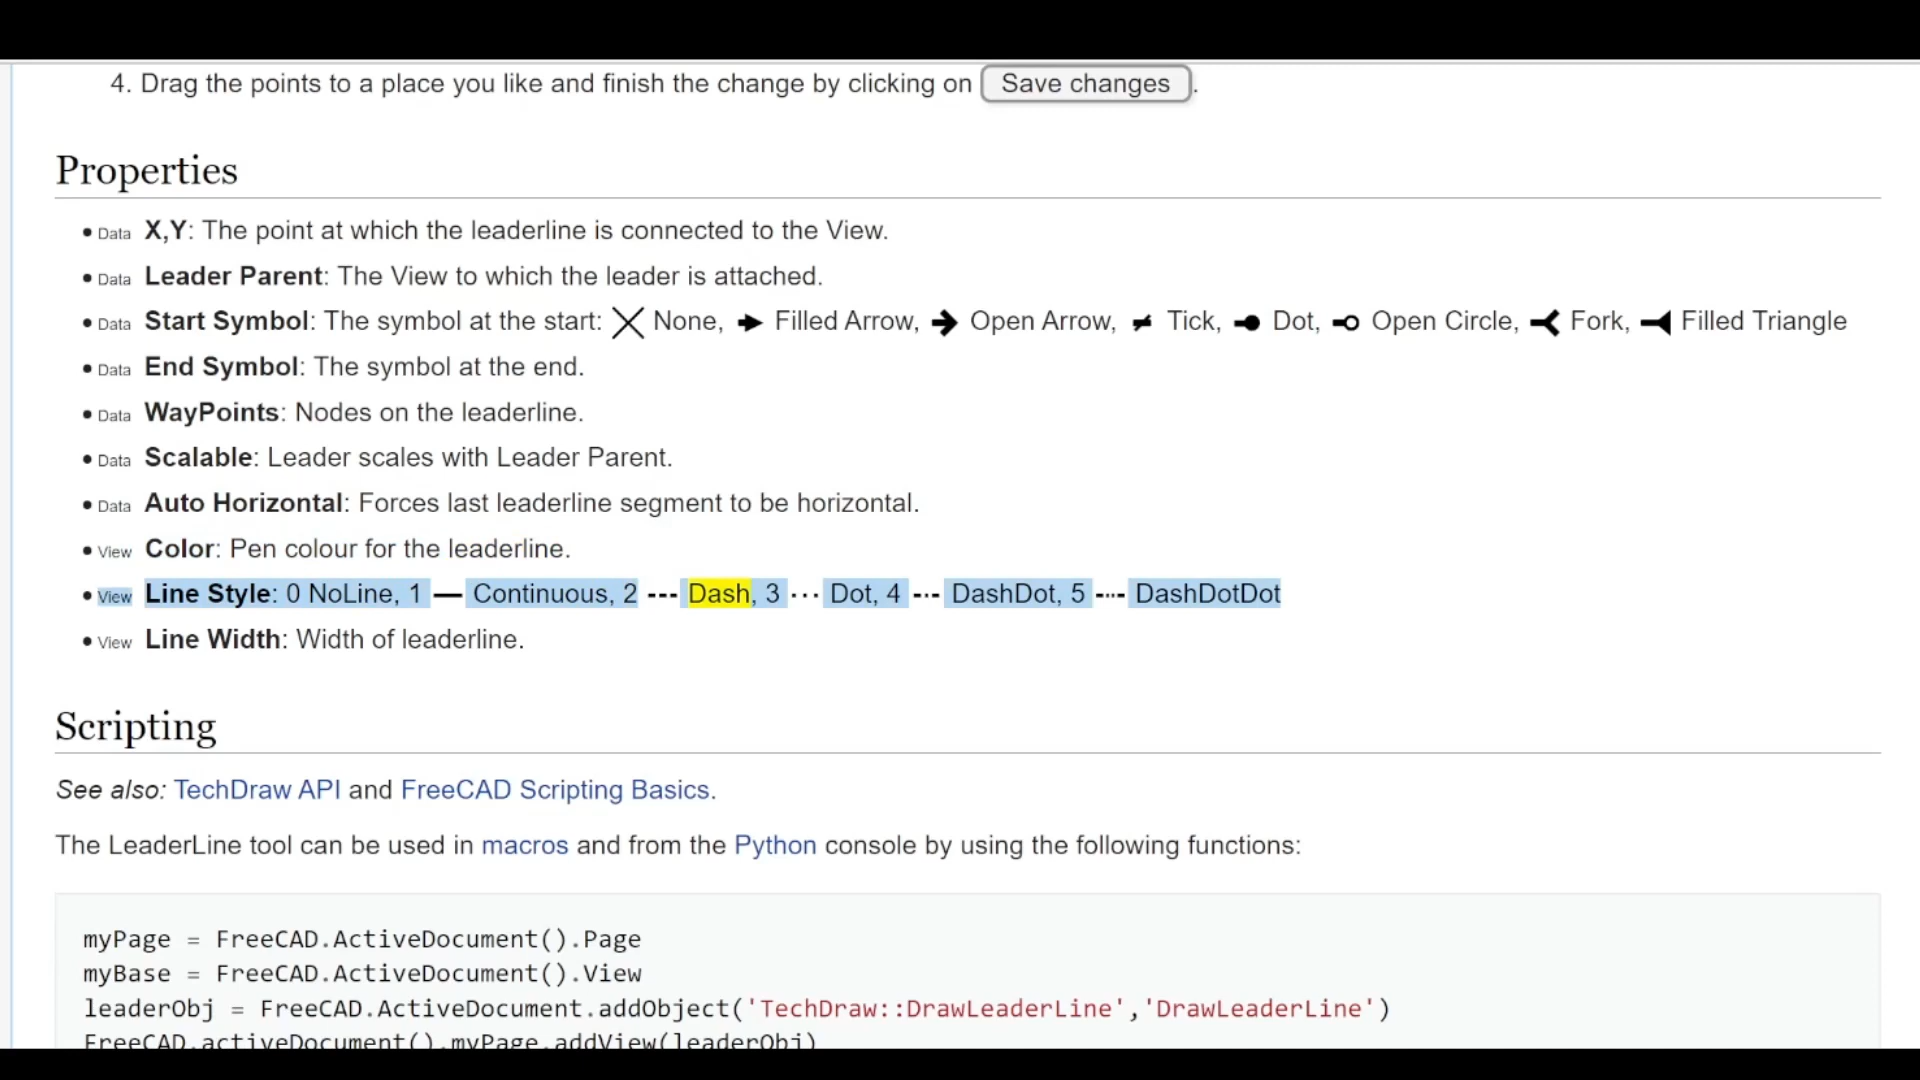 4. Drag the points to a place you like and finish the change by clicking on Save changes.
Properties
• Data X,Y: The point at which the leaderline is connected to the View.
• Data Leader Parent: The View to which the leader is attached.
• Data Start Symbol: The symbol at the start: None, Filled Arrow, Open Arrow, Tick, Dot, Open Circle, Fork, Filled Triangle
• Data End Symbol: The symbol at the end.
• Data WayPoints: Nodes on the leaderline.
• Data Scalable: Leader scales with Leader Parent.
• Data Auto Horizontal: Forces last leaderline segment to be horizontal.
• View Color: Pen colour for the leaderline.
• View Line Style: 0 NoLine, 1 Continuous, 2 Dash, 3 Dot, 4 DashDot, 5 DashDotDot
• View Line Width: Width of leaderline.
Scripting
See also: TechDraw API and FreeCAD Scripting Basics.
The LeaderLine tool can be used in macros and from the Python console by using the following functions:
myPage = FreeCAD.ActiveDocument().Page
myBase = FreeCAD.ActiveDocument().View
leaderObj = FreeCAD.ActiveDocument.addObject('TechDraw::DrawLeaderLine','DrawLeaderLine')
FreeCAD.activeDocument().myPage.addView(leaderObj)